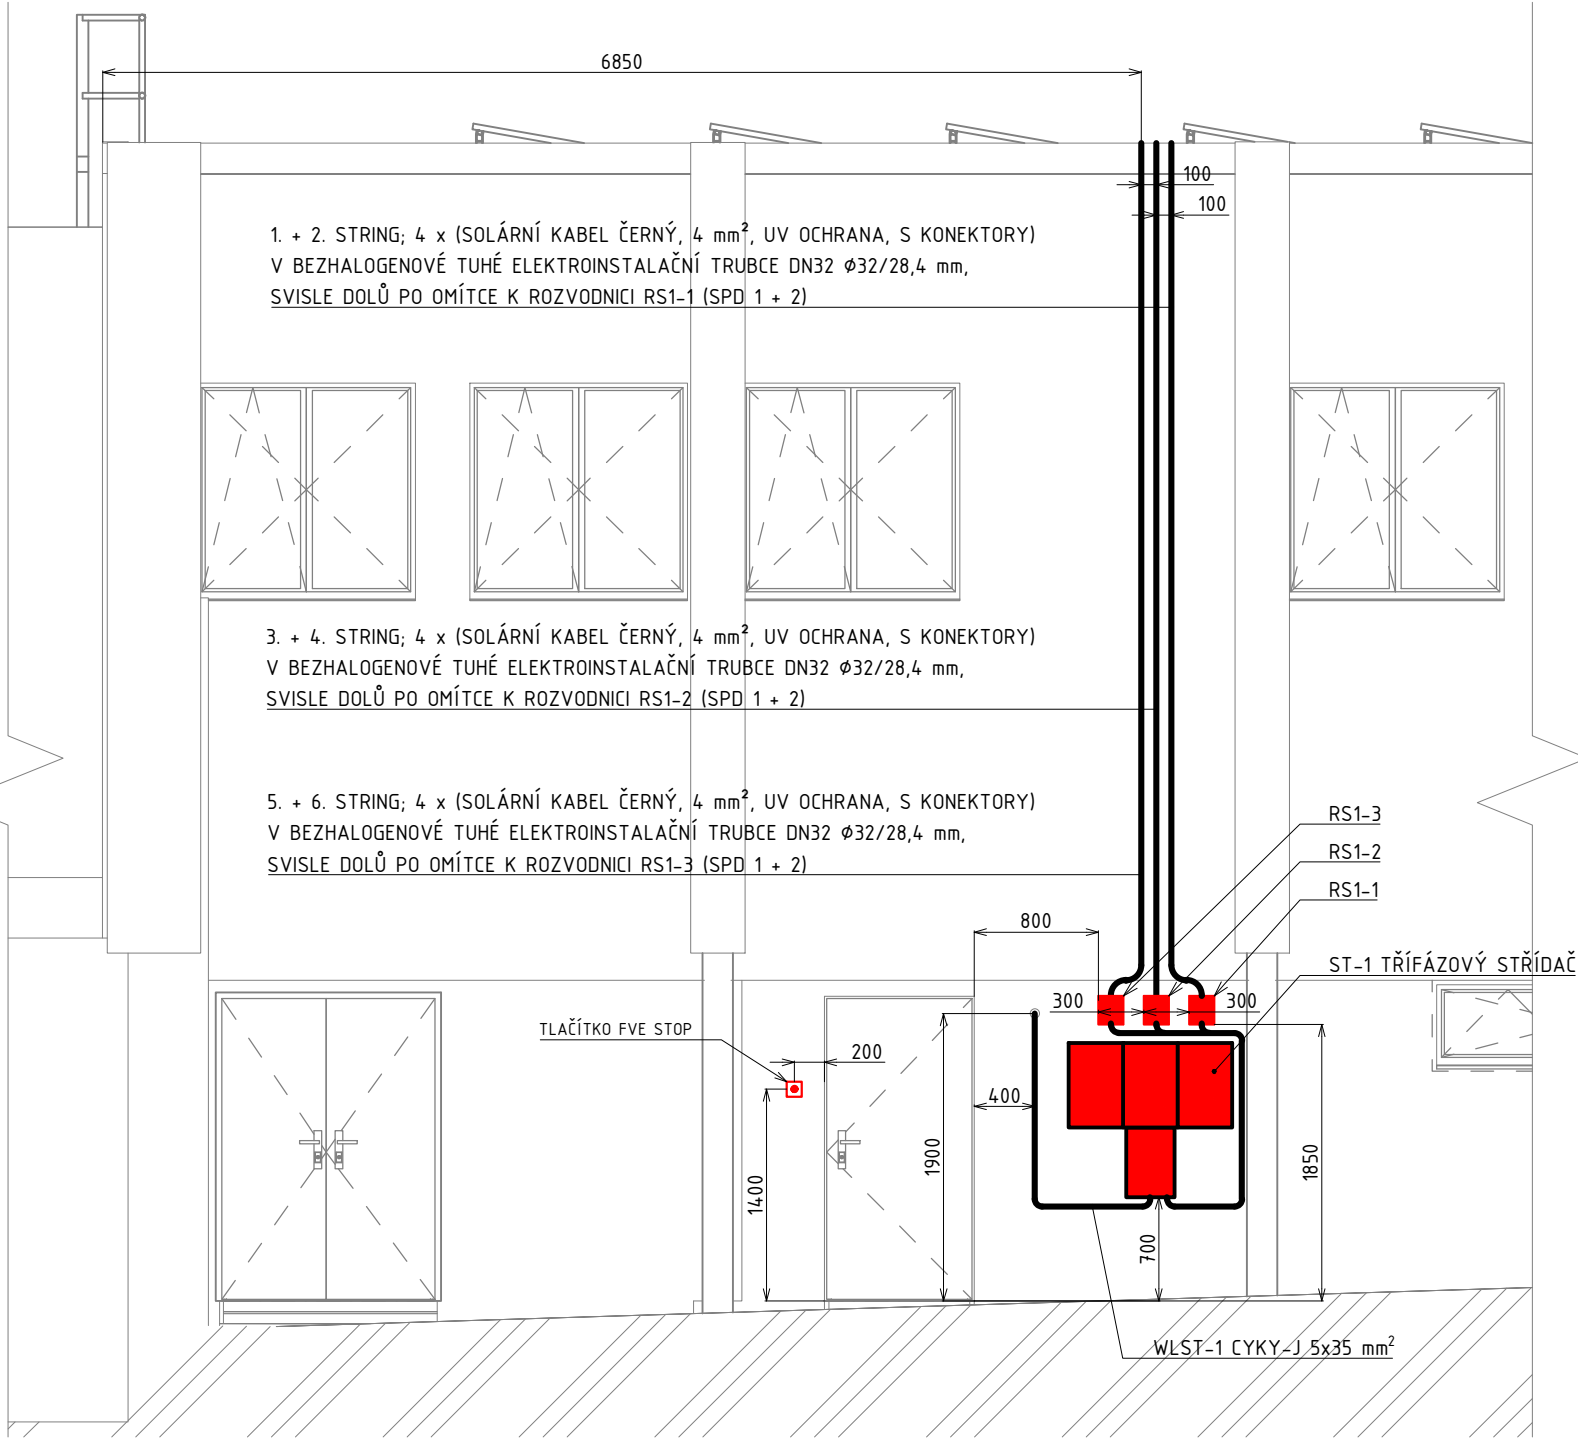 6850
100
100
1. + 2. STRING; 4 x (SOLÁRNÍ KABEL ČERNÝ, 4 mm², UV OCHRANA, S KONEKTORY)
V BEZHALOGENOVÉ TUHÉ ELEKTROINSTALAČNÍ TRUBCE DN32 Ø32/28,4 mm,
SVISLE DOLŮ PO OMÍTCE K ROZVODNICI RS1-1 (SPD 1 + 2)
3. + 4. STRING; 4 x (SOLÁRNÍ KABEL ČERNÝ, 4 mm², UV OCHRANA, S KONEKTORY)
V BEZHALOGENOVÉ TUHÉ ELEKTROINSTALAČNÍ TRUBCE DN32 Ø32/28,4 mm,
SVISLE DOLŮ PO OMÍTCE K ROZVODNICI RS1-2 (SPD 1 + 2)
5. + 6. STRING; 4 x (SOLÁRNÍ KABEL ČERNÝ, 4 mm², UV OCHRANA, S KONEKTORY)
V BEZHALOGENOVÉ TUHÉ ELEKTROINSTALAČNÍ TRUBCE DN32 Ø32/28,4 mm,
SVISLE DOLŮ PO OMÍTCE K ROZVODNICI RS1-3 (SPD 1 + 2)
RS1-3
RS1-2
RS1-1
800
ST-1 TŘÍFÁZOVÝ STŘÍDAČ
300
300
TLAČÍTKO FVE STOP
200
400
1900
1850
1400
700
WLST-1 CYKY-J 5x35 mm²